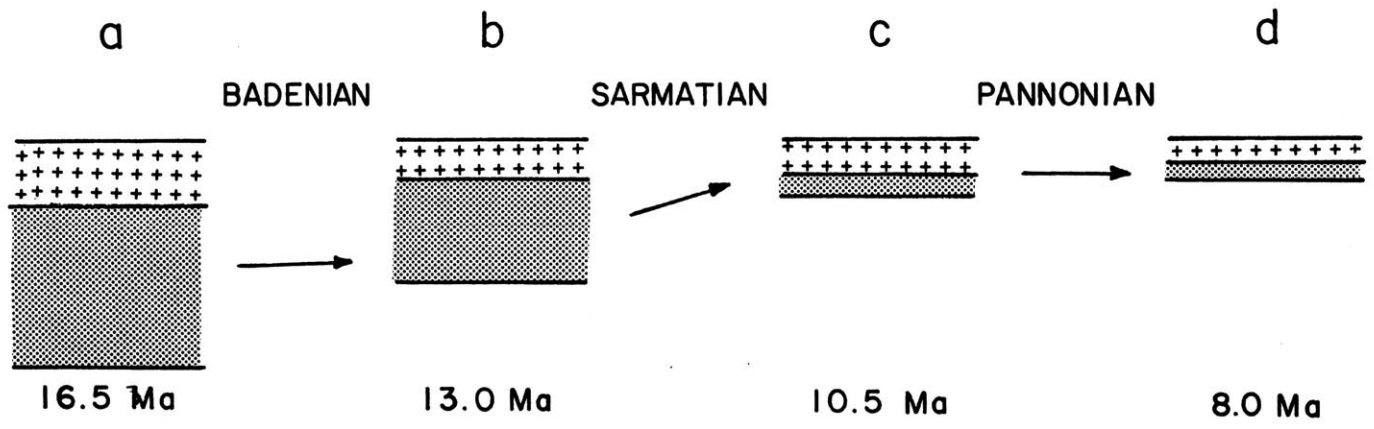 a b c d
BADENIAN SARMATIAN PANNONIAN
16.5 Ma 13.0 Ma 10.5 Ma 8.0 Ma